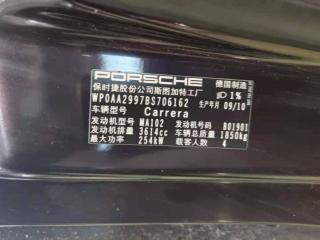 PORSCHE 德国制造
保时捷股份公司斯图加特工厂 1%
WP0AA2997BS706162 生产年月 09/10
车辆型号 Carrera
发动机型号 MA102 发动机号码 B01901
发动机排量 3614cc 车辆总质量 1850kg
最大功率 254kW 载客人数 4